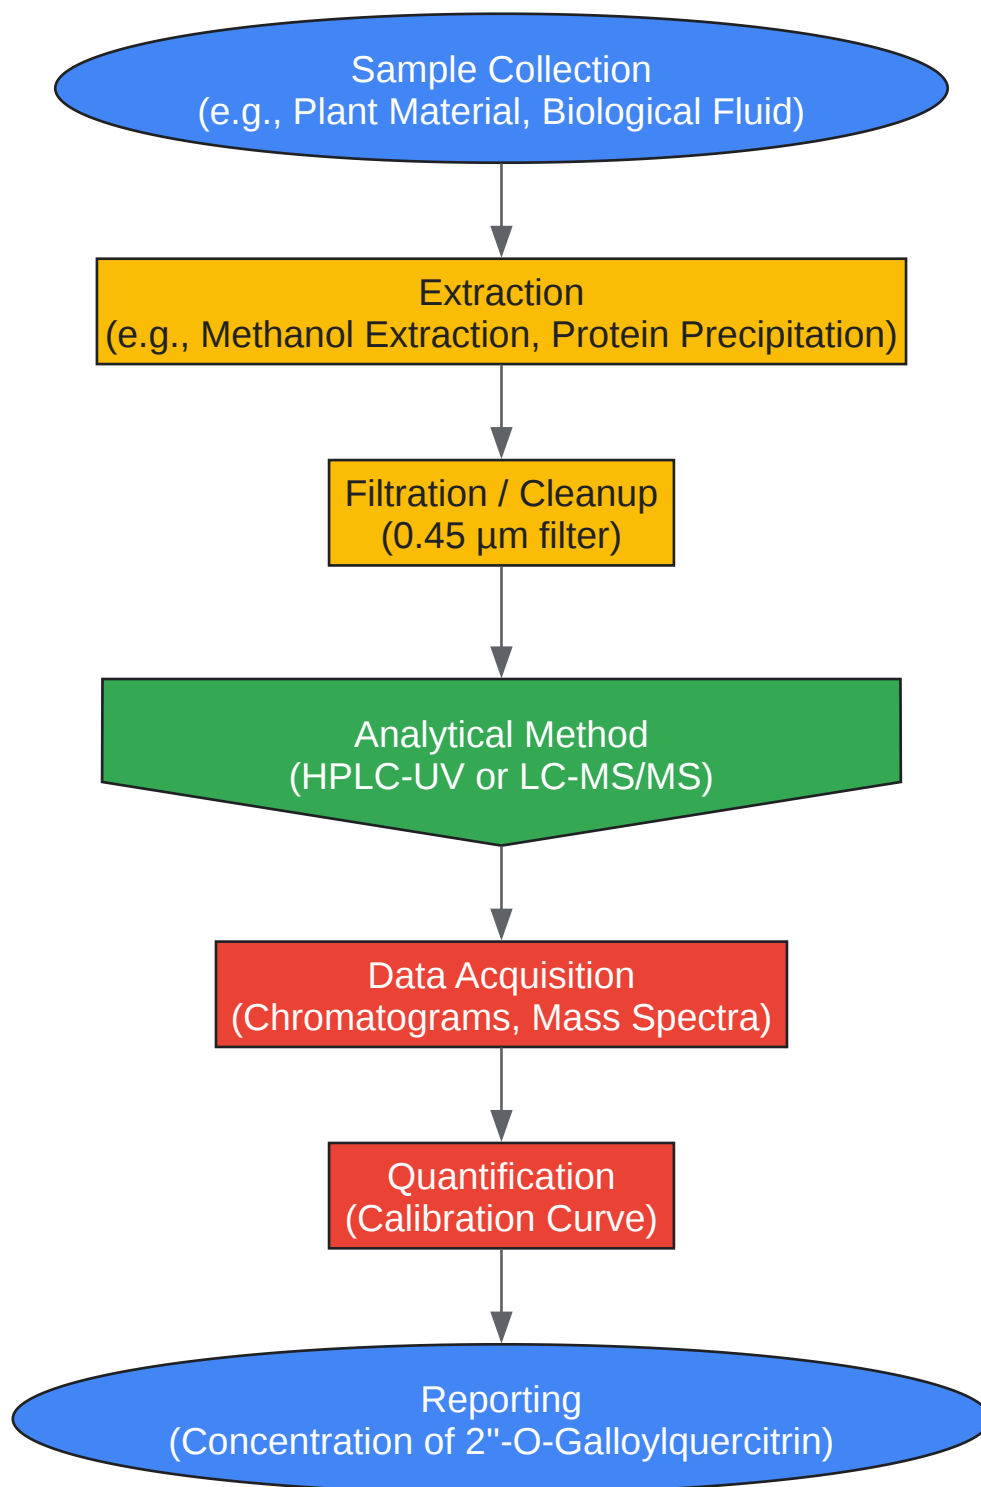 Sample Collection
(e.g., Plant Material, Biological Fluid)
Extraction
(e.g., Methanol Extraction, Protein Precipitation)
Filtration / Cleanup
(0.45 µm filter)
Analytical Method
(HPLC-UV or LC-MS/MS)
Data Acquisition
(Chromatograms, Mass Spectra)
Quantification
(Calibration Curve)
Reporting
(Concentration of 2''-O-Galloylquercitrin)